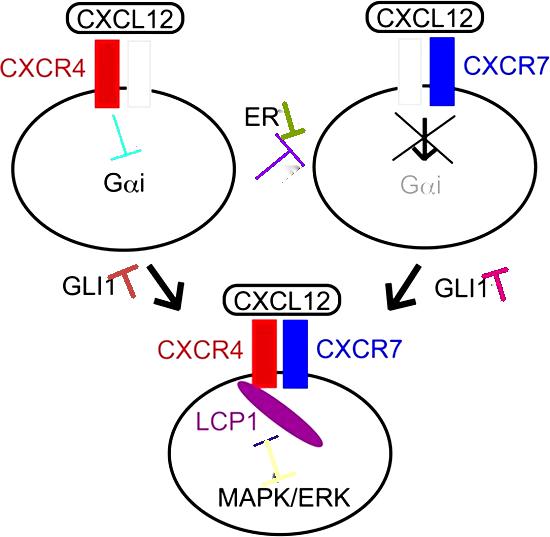 CXCL12
CXCL12
CXCR4
CXCR7
ER
Gαi
Gαi
GLI1
GLI1
CXCL12
CXCR4
CXCR7
LCP1
MAPK/ERK